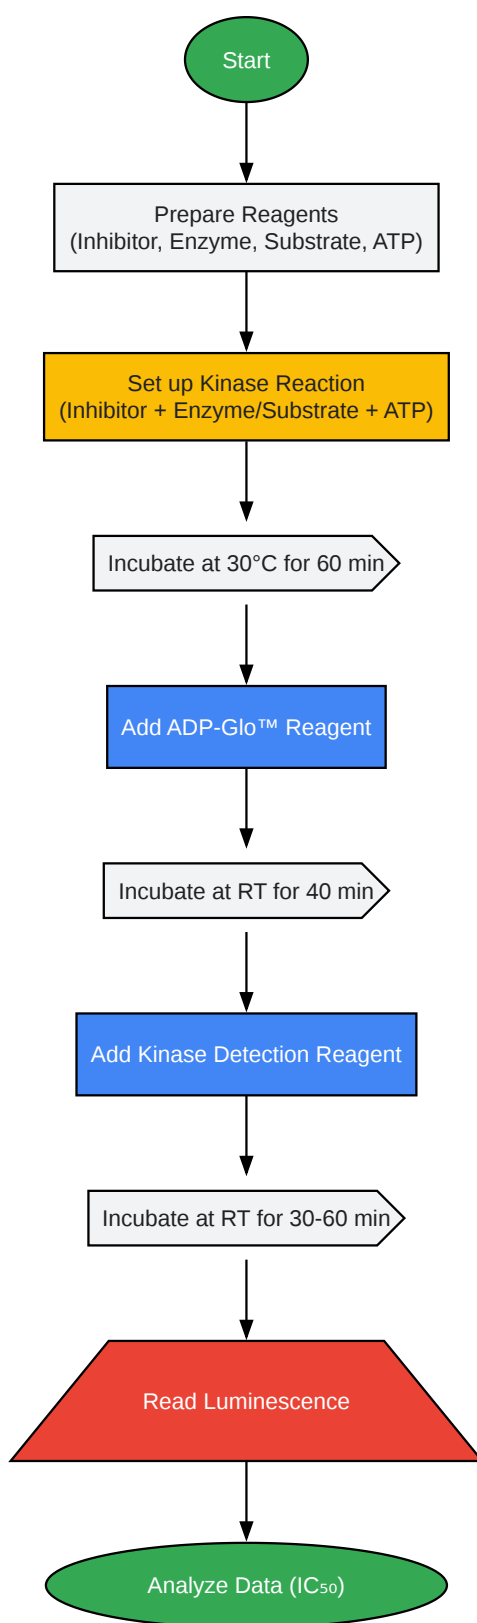 Start
Prepare Reagents
(Inhibitor, Enzyme, Substrate, ATP)
Set up Kinase Reaction
(Inhibitor + Enzyme/Substrate + ATP)
Incubate at 30°C for 60 min
Add ADP-Glo™ Reagent
Incubate at RT for 40 min
Add Kinase Detection Reagent
Incubate at RT for 30-60 min
Read Luminescence
Analyze Data (IC₅₀)